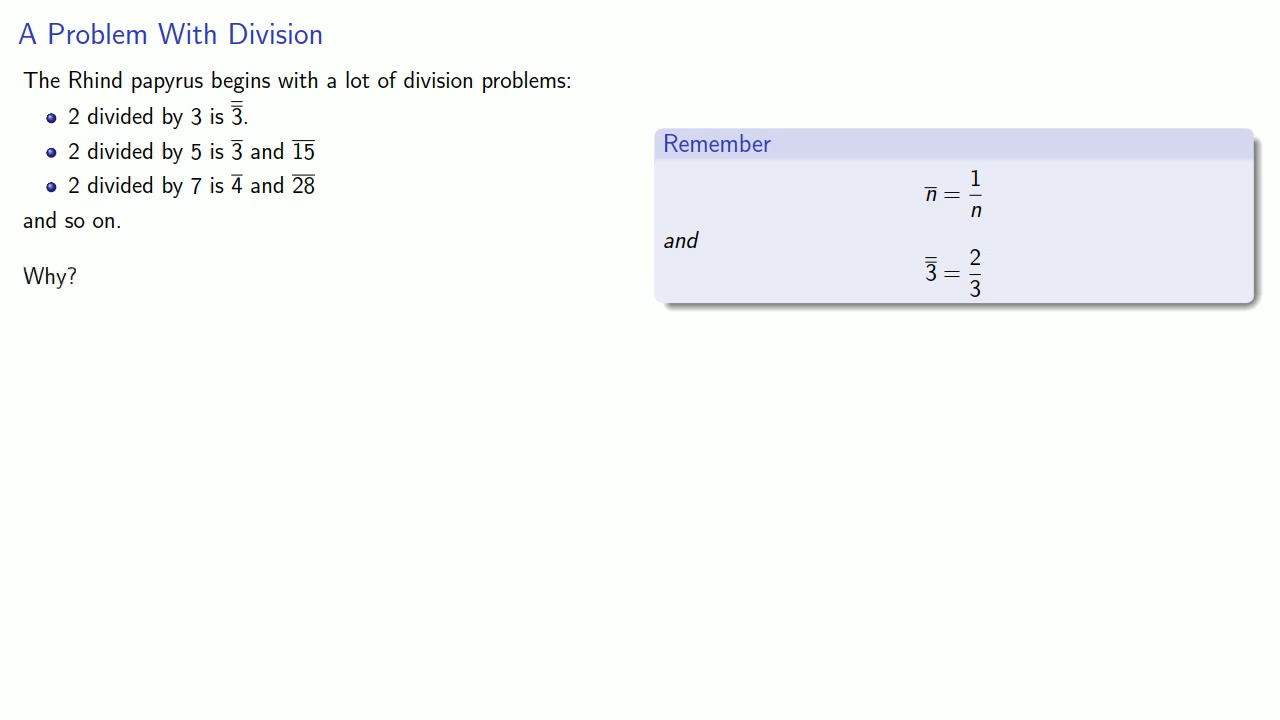 A Problem With Division
The Rhind papyrus begins with a lot of division problems:
2 divided by 3 is 3̿.
2 divided by 5 is 3̅ and 1̅5̅
2 divided by 7 is 4̅ and 2̅8̅
and so on.
Why?
Remember
n̅ = 1/n
and
3̿ = 2/3